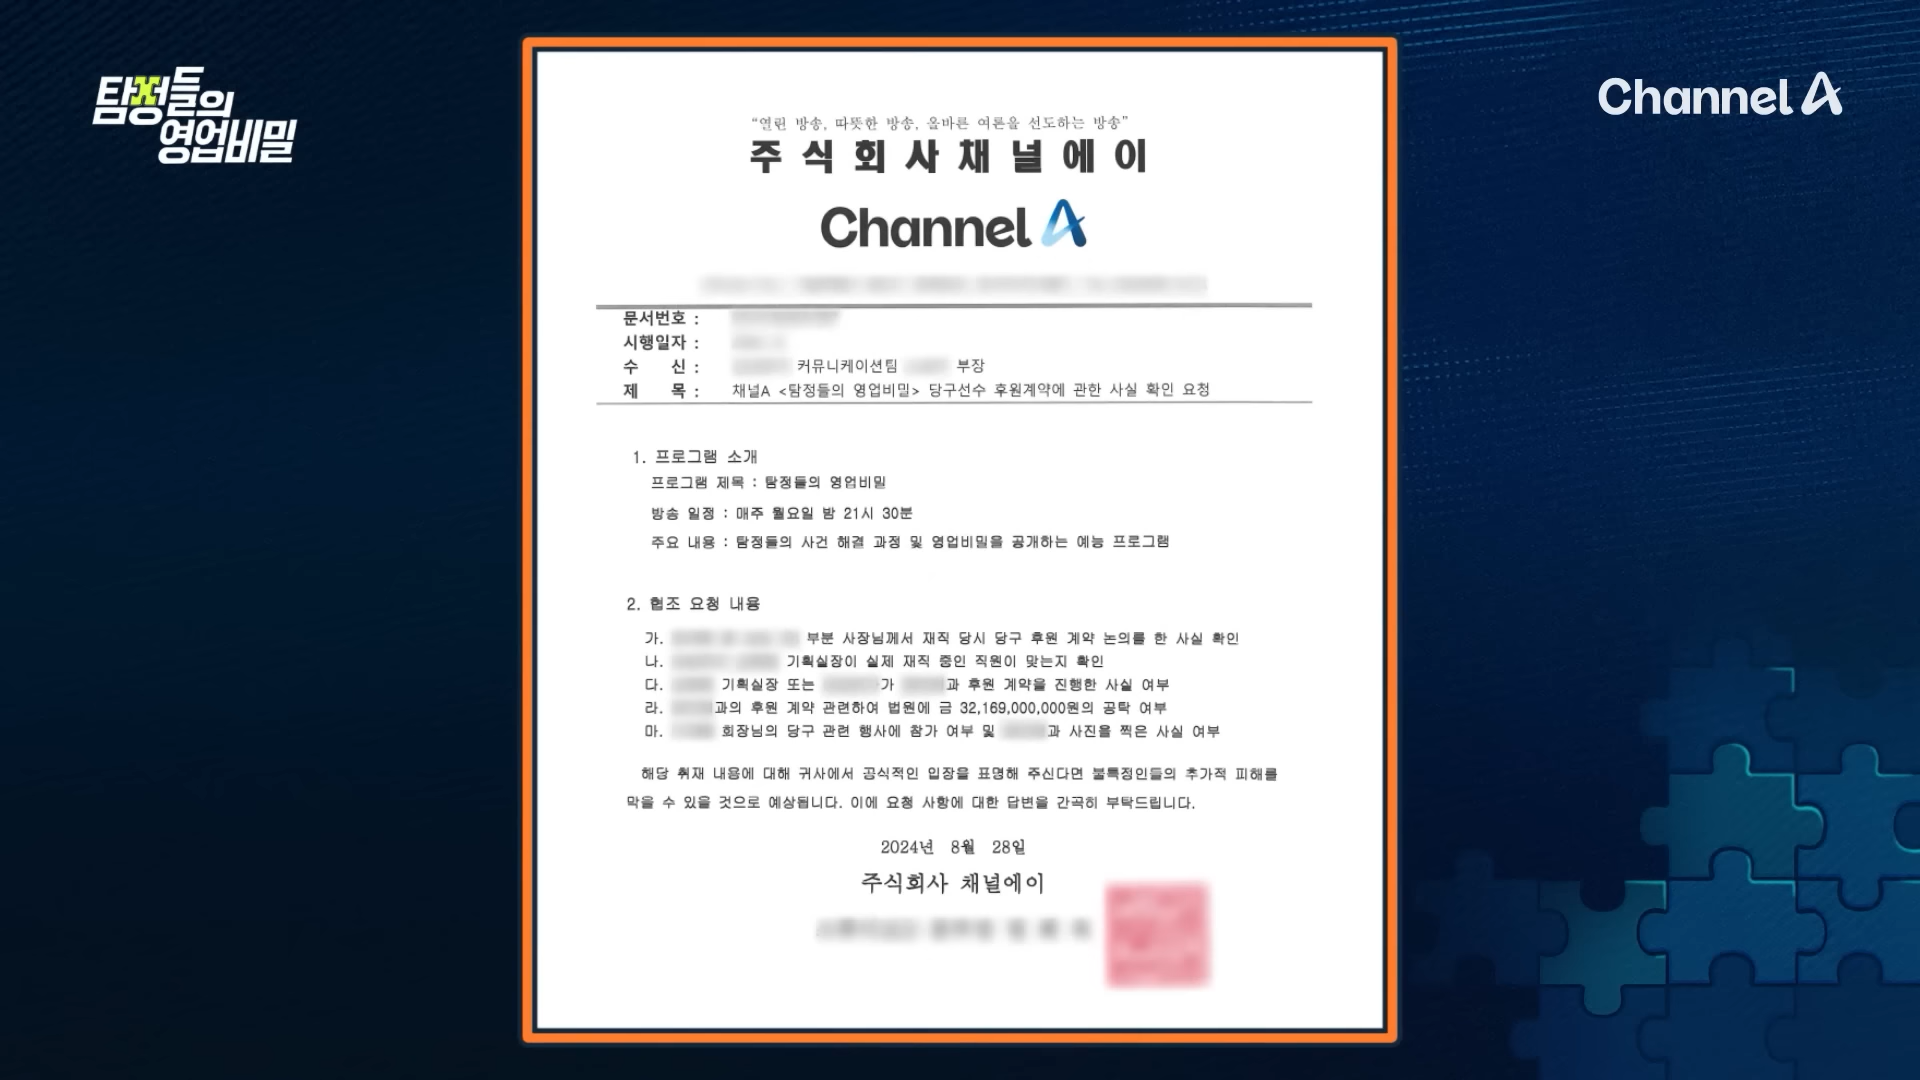 탐정들의
영업비밀
Channel A
“열린 방송, 따뜻한 방송, 올바른 여론을 선도하는 방송”
주식회사채널에이
Channel A
문서번호 :
시행일자 :
수 신 : 커뮤니케이션팀 부장
제 목 : 채널A <탐정들의 영업비밀> 당구선수 후원계약에 관한 사실 확인 요청
1. 프로그램 소개
프로그램 제목 : 탐정들의 영업비밀
방송 일정 : 매주 월요일 밤 21시 30분
주요 내용 : 탐정들의 사건 해결 과정 및 영업비밀을 공개하는 예능 프로그램
2. 협조 요청 내용
가. 부분 사장님께서 재직 당시 당구 후원 계약 논의를 한 사실 확인
나. 기획실장이 실제 재직 중인 직원이 맞는지 확인
다. 기획실장 또는 가 과 후원 계약을 진행한 사실 여부
라. 과의 후원 계약 관련하여 법원에 금 32,169,000,000원의 공탁 여부
마. 회장님의 당구 관련 행사에 참가 여부 및 과 사진을 찍은 사실 여부
해당 취재 내용에 대해 귀사에서 공식적인 입장을 표명해 주신다면 불특정인들의 추가적 피해를
막을 수 있을 것으로 예상됩니다. 이에 요청 사항에 대한 답변을 간곡히 부탁드립니다.
2024년 8월 28일
주식회사 채널에이